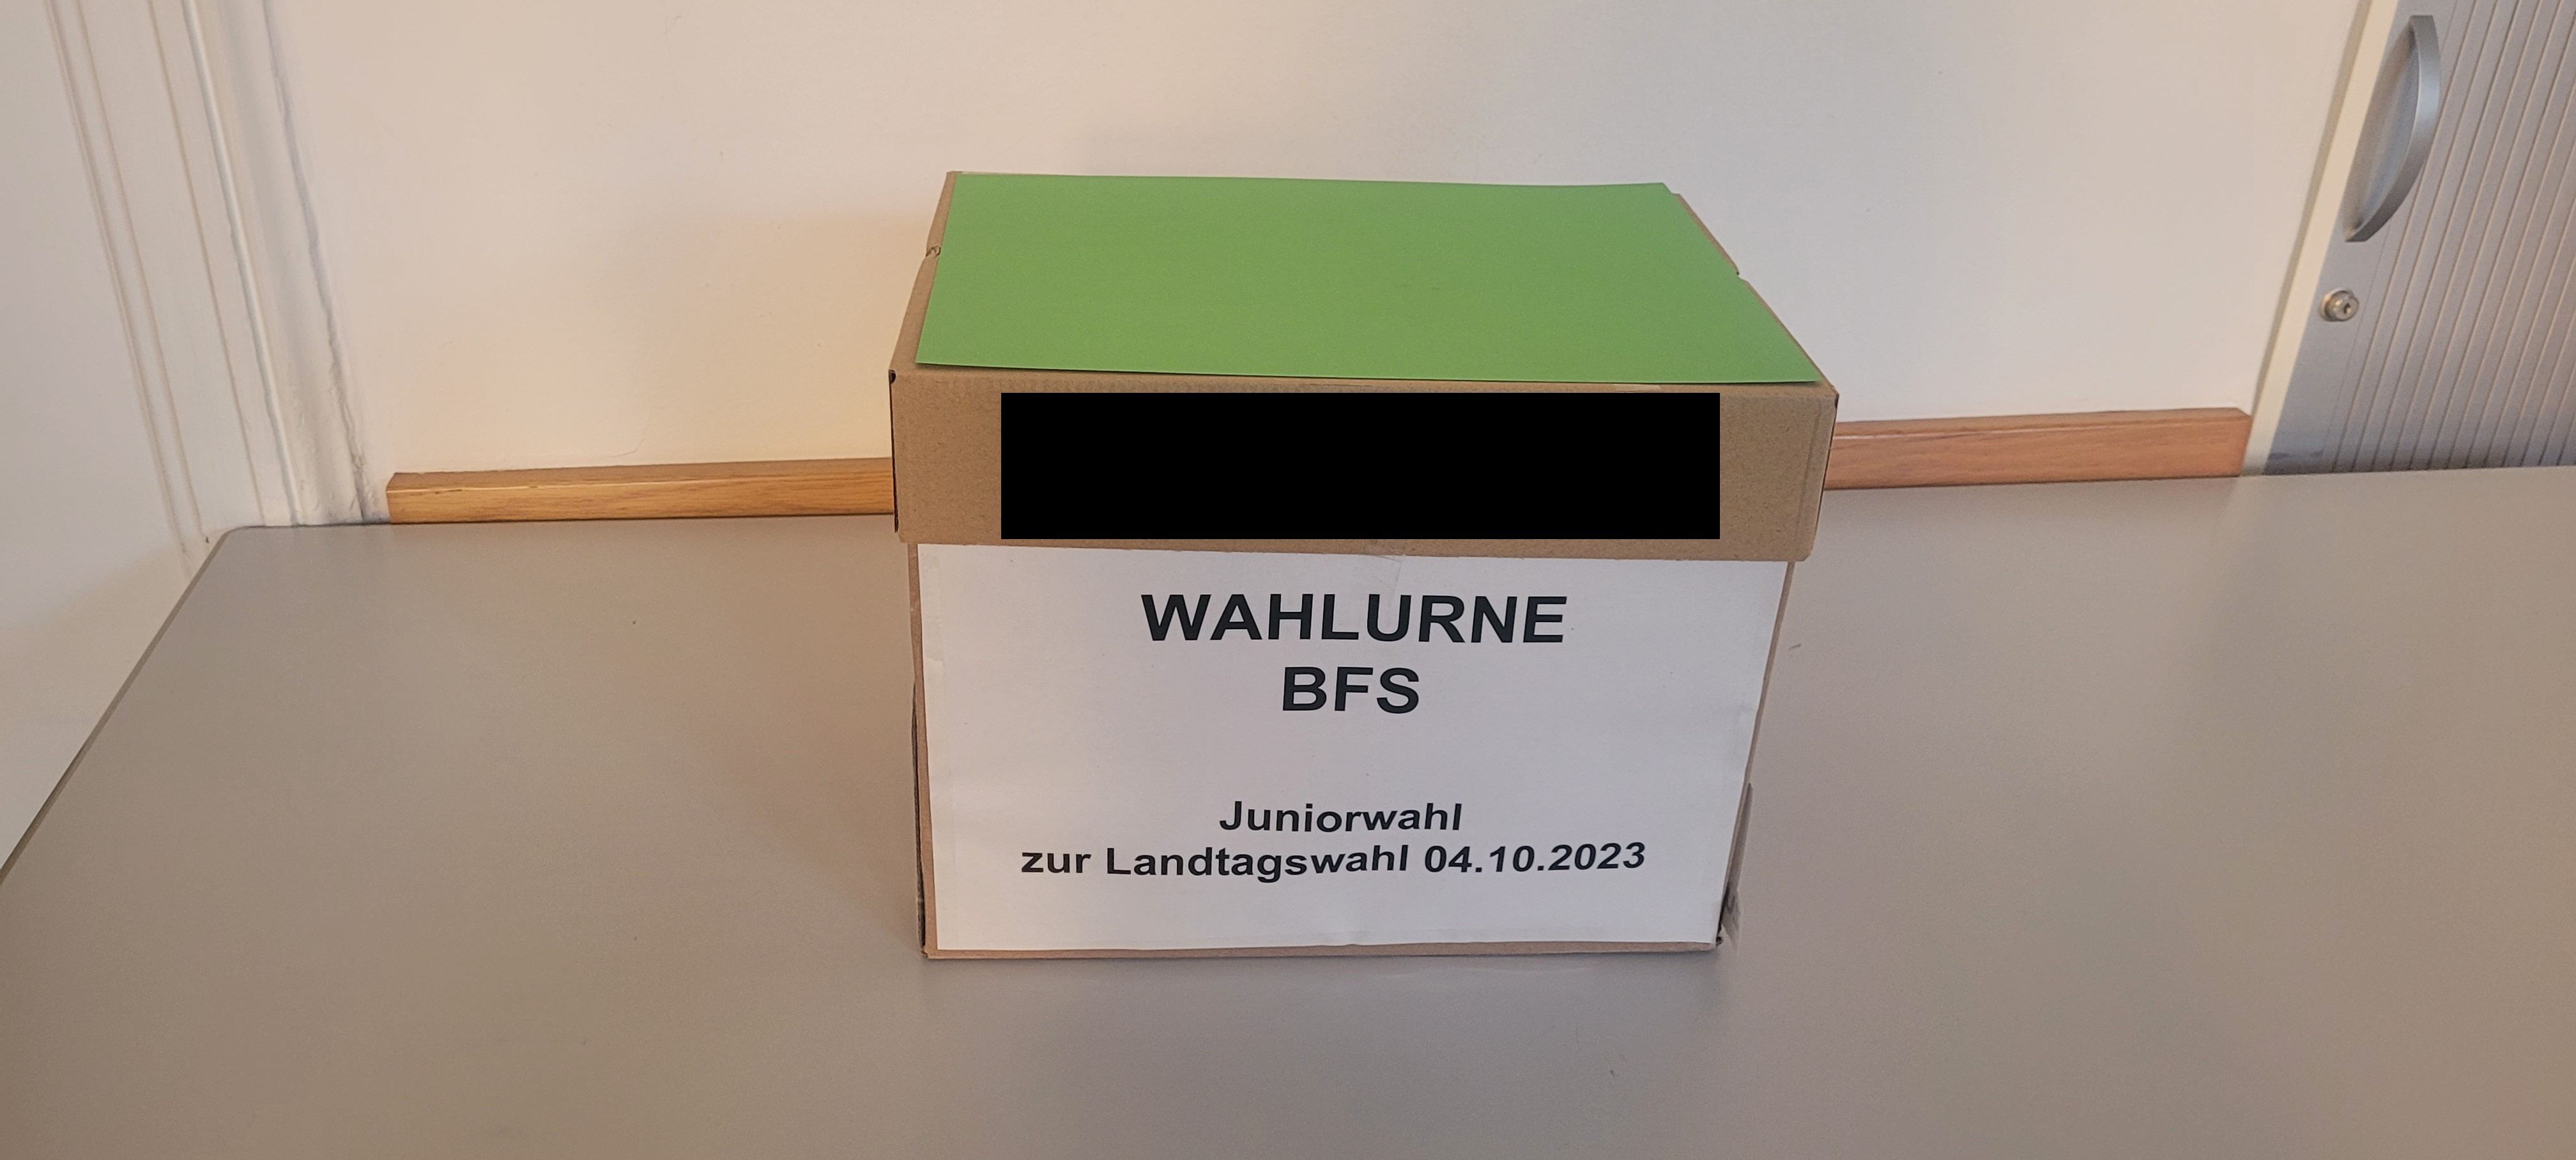 WAHLURNE
BFS
Juniorwahl
zur Landtagswahl 04.10.2023